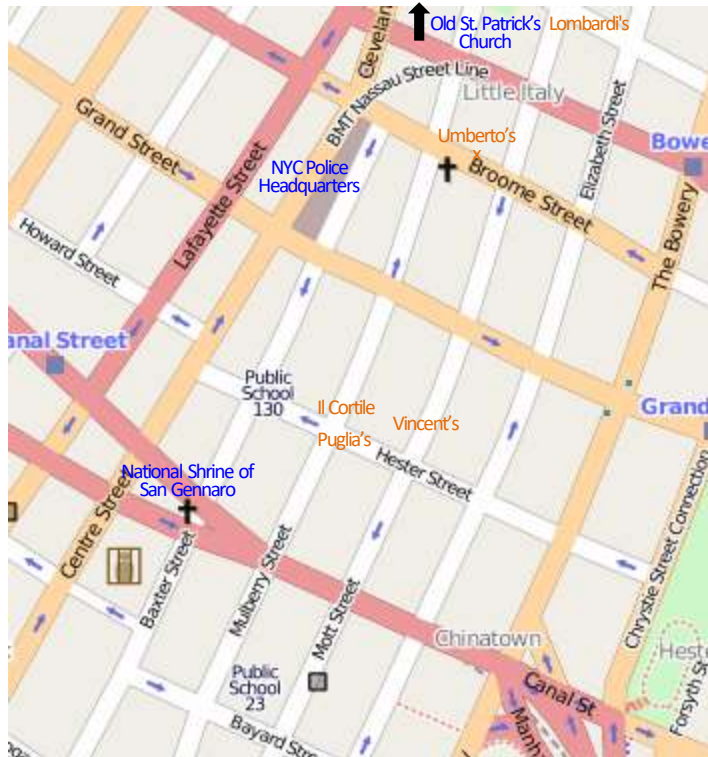 Old St. Patrick's
Church
Lombardi's
Clevelan
BMT Nassau Street Line
Little Italy
Grand Street
Umberto's
x
Elizabeth Street
Bowe
NYC Police
Headquarters
Broome Street
Lafayette Street
The Bowery
Howard Street
anal Street
Public
School
130
Il Cortile
Puglia's
Vincent's
Grand
Hester Street
National Shrine of
San Gennaro
Centre Street
Baxter Street
Mulberry Street
Mott Street
Chrystie Street Connection
Chinatown
Heste
Public
School
23
Canal St
Forsyth St
Manh
Bayard Str